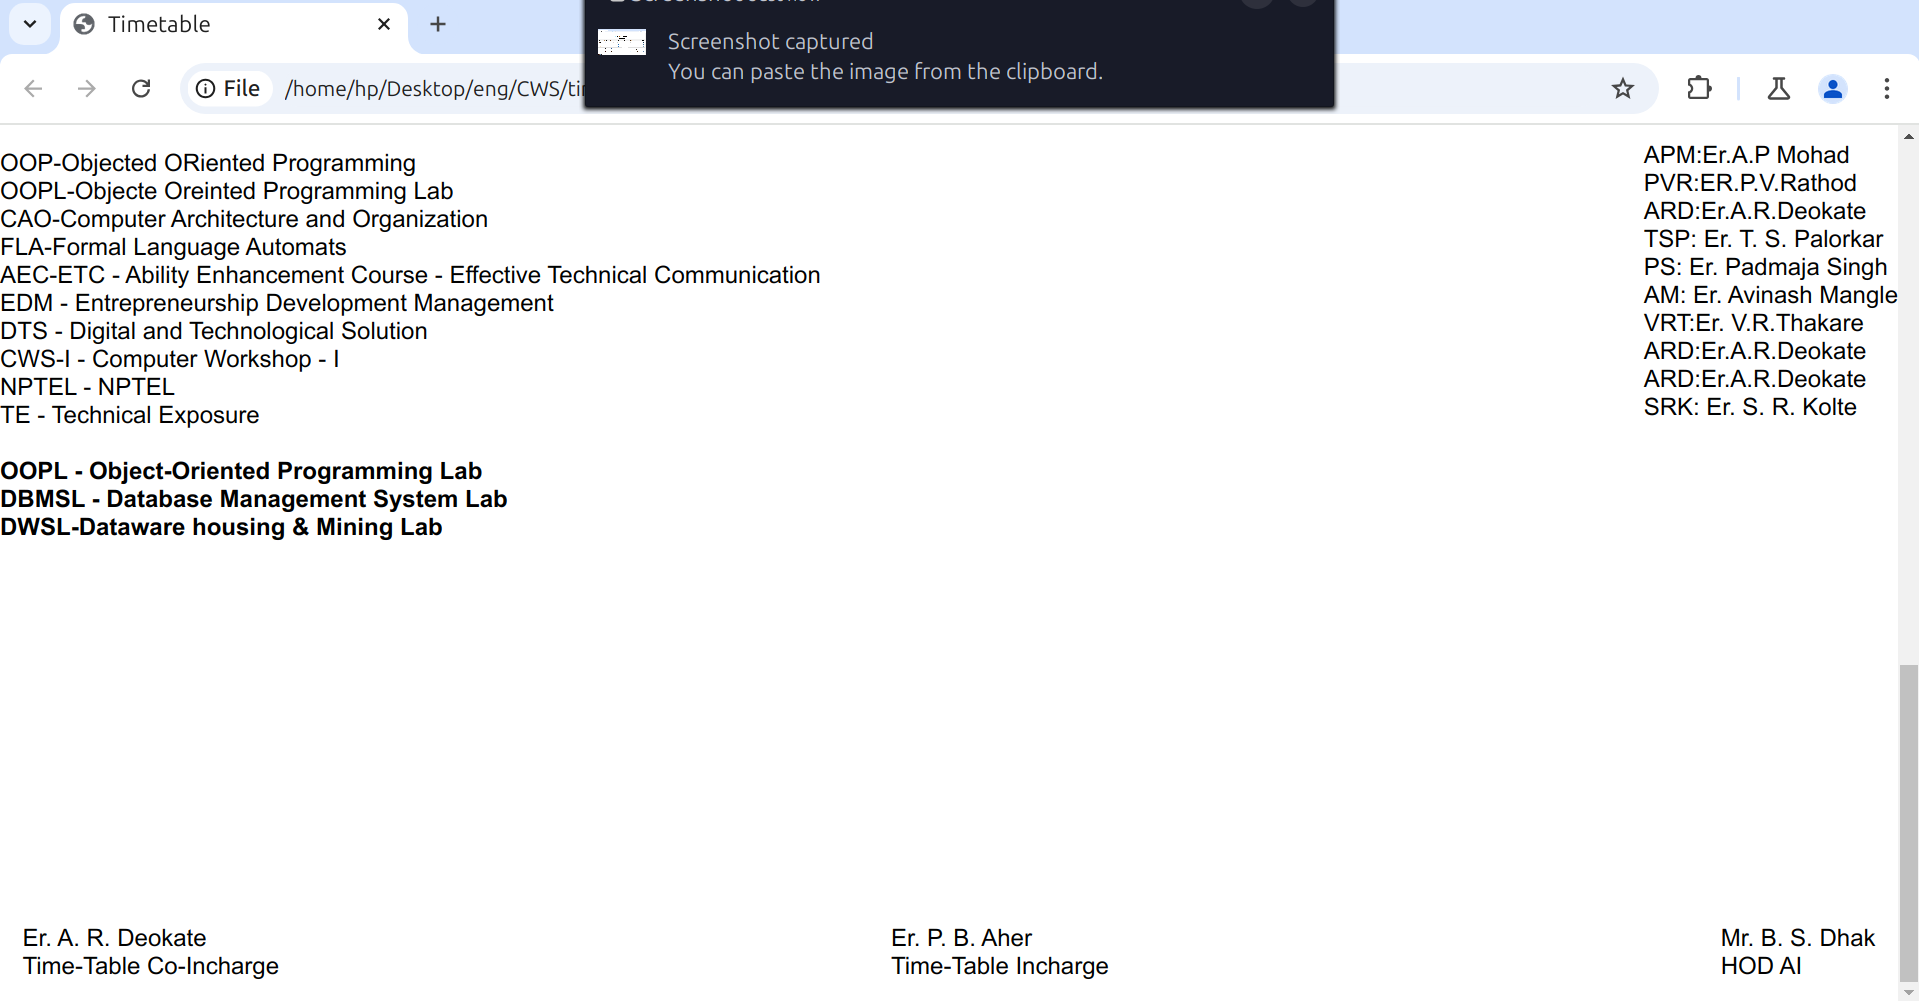 Timetable
Screenshot captured
You can paste the image from the clipboard.
File
/home/hp/Desktop/eng/CWS/
OOP-Objected ORiented Programming
OOPL-Objecte Oreinted Programming Lab
CAO-Computer Architecture and Organization
FLA-Formal Language Automats
AEC-ETC - Ability Enhancement Course - Effective Technical Communication
EDM - Entrepreneurship Development Management
DTS - Digital and Technological Solution
CWS-I - Computer Workshop - I
NPTEL - NPTEL
TE - Technical Exposure
APM:Er.A.P Mohad
PVR:ER.P.V.Rathod
ARD:Er.A.R.Deokate
TSP: Er. T. S. Palorkar
PS: Er. Padmaja Singh
AM: Er. Avinash Mangle
VRT:Er. V.R.Thakare
ARD:Er.A.R.Deokate
ARD:Er.A.R.Deokate
SRK: Er. S. R. Kolte
OOPL - Object-Oriented Programming Lab
DBMSL - Database Management System Lab
DWSL-Dataware housing & Mining Lab
Er. A. R. Deokate
Time-Table Co-Incharge
Er. P. B. Aher
Time-Table Incharge
Mr. B. S. Dhak
HOD AI